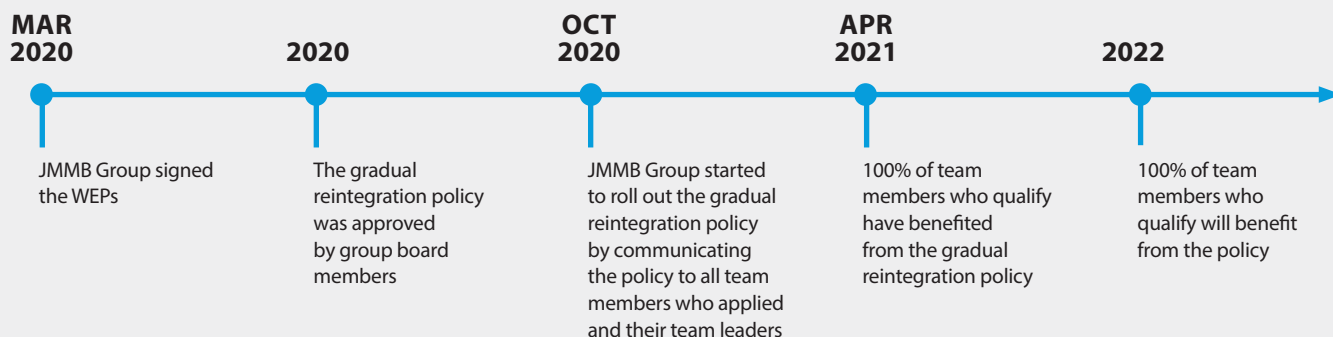 MAR
2020
2020
OCT
2020
APR
2021
2022
JMMB Group signed
the WEPs
The gradual
reintegration policy
was approved
by group board
members
JMMB Group started
to roll out the gradual
reintegration policy
by communicating
the policy to all team
members who applied
and their team leaders
100% of team
members who qualify
have benefited
from the gradual
reintegration policy
100% of team
members who
qualify will benefit
from the policy